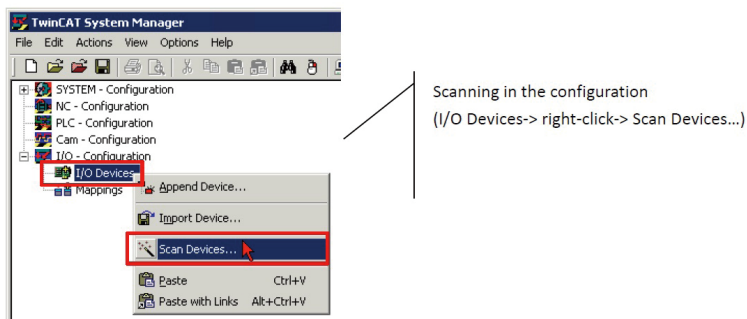 TwinCAT System Manager
File Edit Actions View Options Help
SYSTEM - Configuration
NC - Configuration
PLC - Configuration
Cam - Configuration
I/O - Configuration
I/O Devices
Mappings
Append Device...
Import Device...
Scan Devices...
Paste Ctrl+V
Paste with Links Alt+Ctrl+V
Scanning in the configuration
(I/O Devices-> right-click-> Scan Devices...)